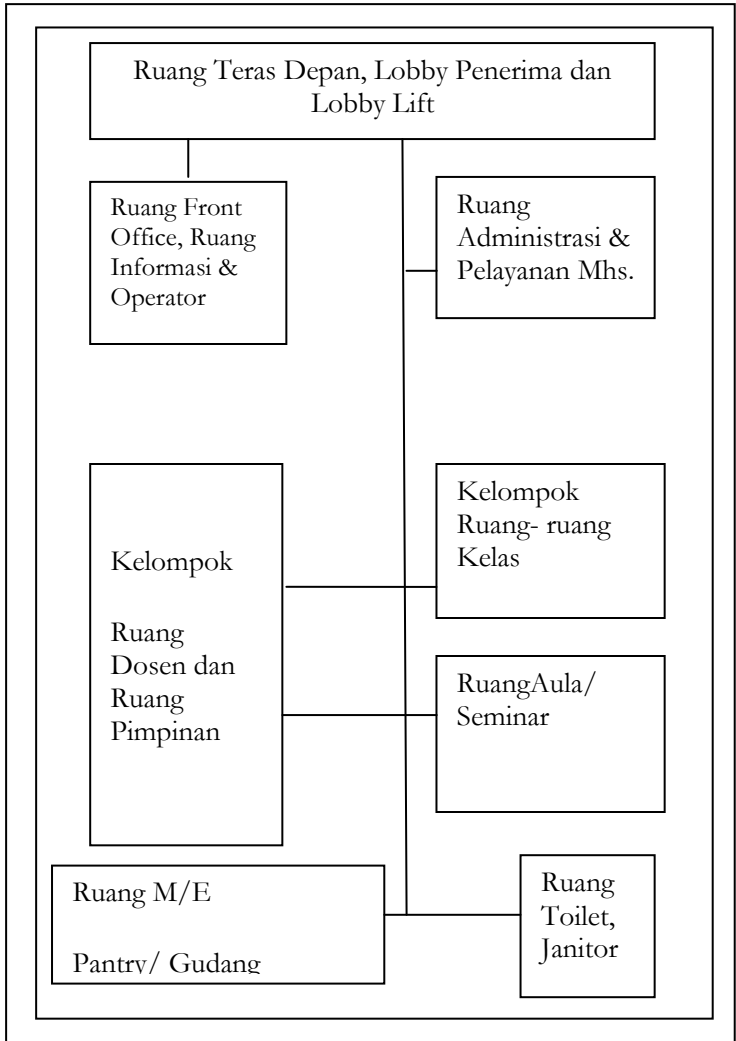 Ruang Teras Depan, Lobby Penerima dan
Lobby Lift
Ruang Front
Office, Ruang
Informasi &
Operator
Ruang
Administrasi &
Pelayanan Mhs.
Kelompok
Ruang
Dosen dan
Ruang
Pimpinan
Kelompok
Ruang- ruang
Kelas
RuangAula/
Seminar
Ruang M/E
Pantry/ Gudang
Ruang
Toilet,
Janitor